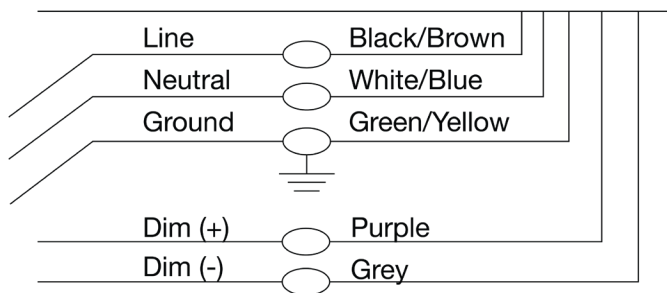 Line Black/Brown
Neutral White/Blue
Ground Green/Yellow
Dim (+) Purple
Dim (-) Grey